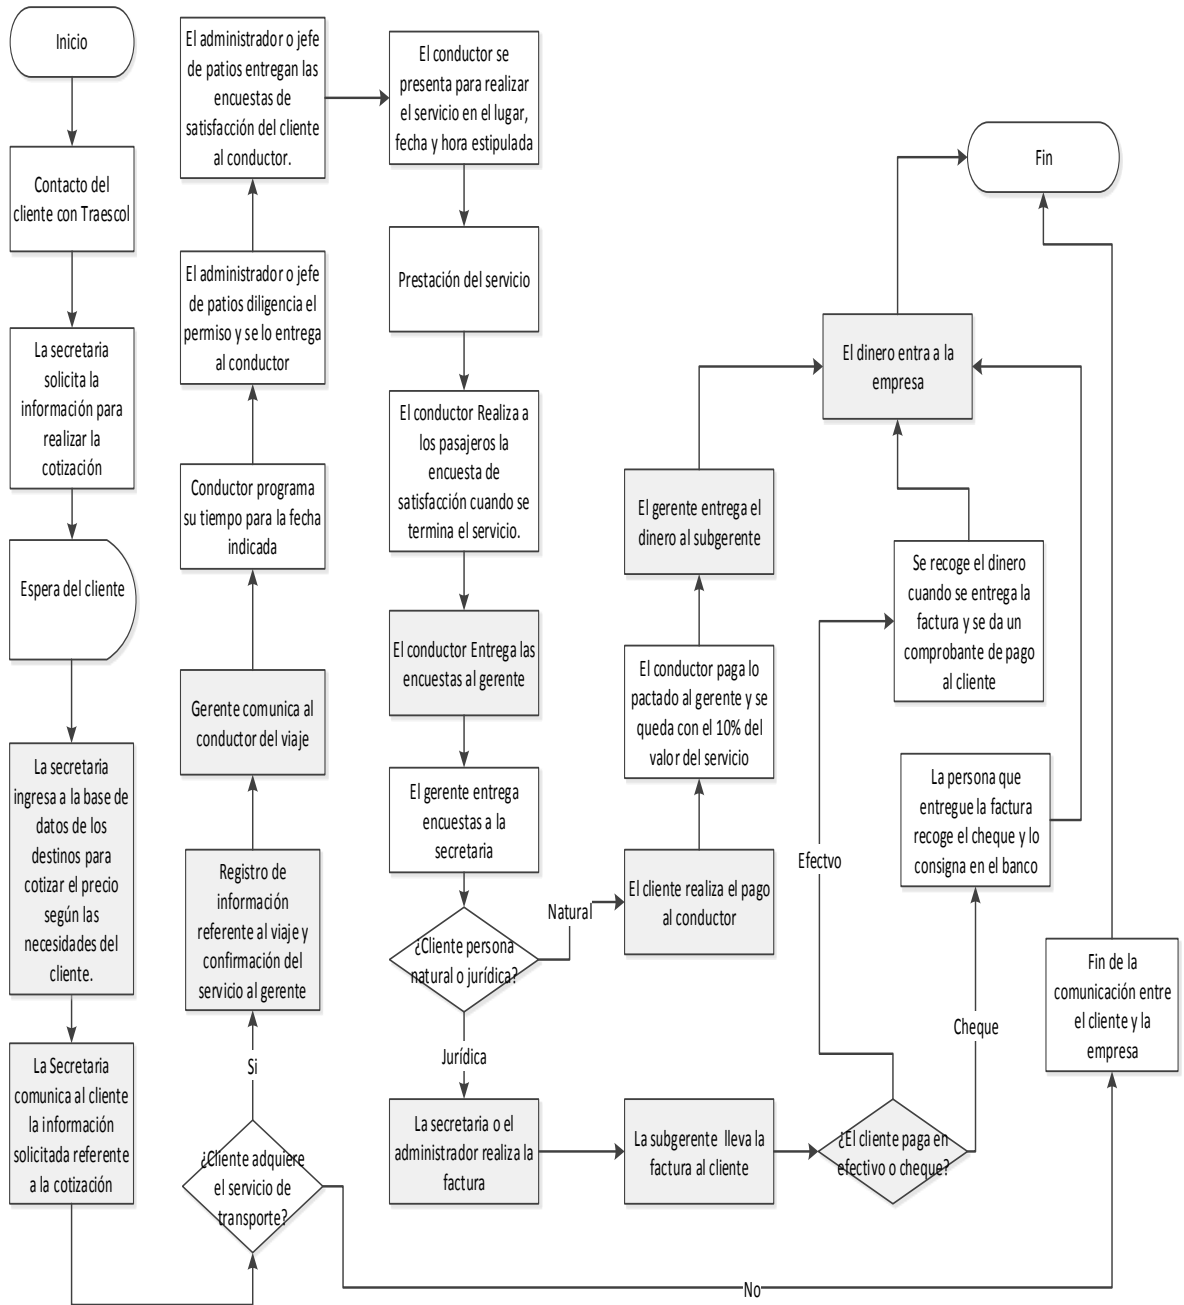 Inicio
Contacto del
cliente con Traescol
La secretaria
solicita la
información para
realizar la
cotización
Espera del cliente
La secretaria
ingresa a la base de
datos de los
destinos para
cotizar el precio
según las
necesidades del
cliente.
La Secretaria
comunica al cliente
la información
solicitada referente
a la cotización
¿Cliente adquiere
el servicio de
transporte?
Si
No
Registro de
información
referente al viaje y
confirmación del
servicio al gerente
Gerente comunica al
conductor del viaje
Conductor programa
su tiempo para la fecha
indicada
El administrador o jefe
de patios diligencia el
permiso y se lo entrega
al conductor
El administrador o jefe
de patios entregan las
encuestas de
satisfacción del cliente
al conductor.
El conductor se
presenta para realizar
el servicio en el lugar,
fecha y hora estipulada
Prestación del servicio
El conductor Realiza a
los pasajeros la
encuesta de
satisfacción cuando se
termina el servicio.
El conductor Entrega las
encuestas al gerente
El gerente entrega
encuestas a la
secretaria
¿Cliente persona
natural o jurídica?
Natural
Jurídica
El cliente realiza el pago
al conductor
El conductor paga lo
pactado al gerente y se
queda con el 10% del
valor del servicio
El gerente entrega el
dinero al subgerente
La secretaria o el
administrador realiza la
factura
La subgerente lleva la
factura al cliente
¿El cliente paga en
efectivo o cheque?
Efectvo
Cheque
Se recoge el dinero
cuando se entrega la
factura y se da un
comprobante de pago
al cliente
La persona que
entregue la factura
recoge el cheque y lo
consigna en el banco
El dinero entra a la
empresa
Fin de la
comunicación entre
el cliente y la
empresa
Fin